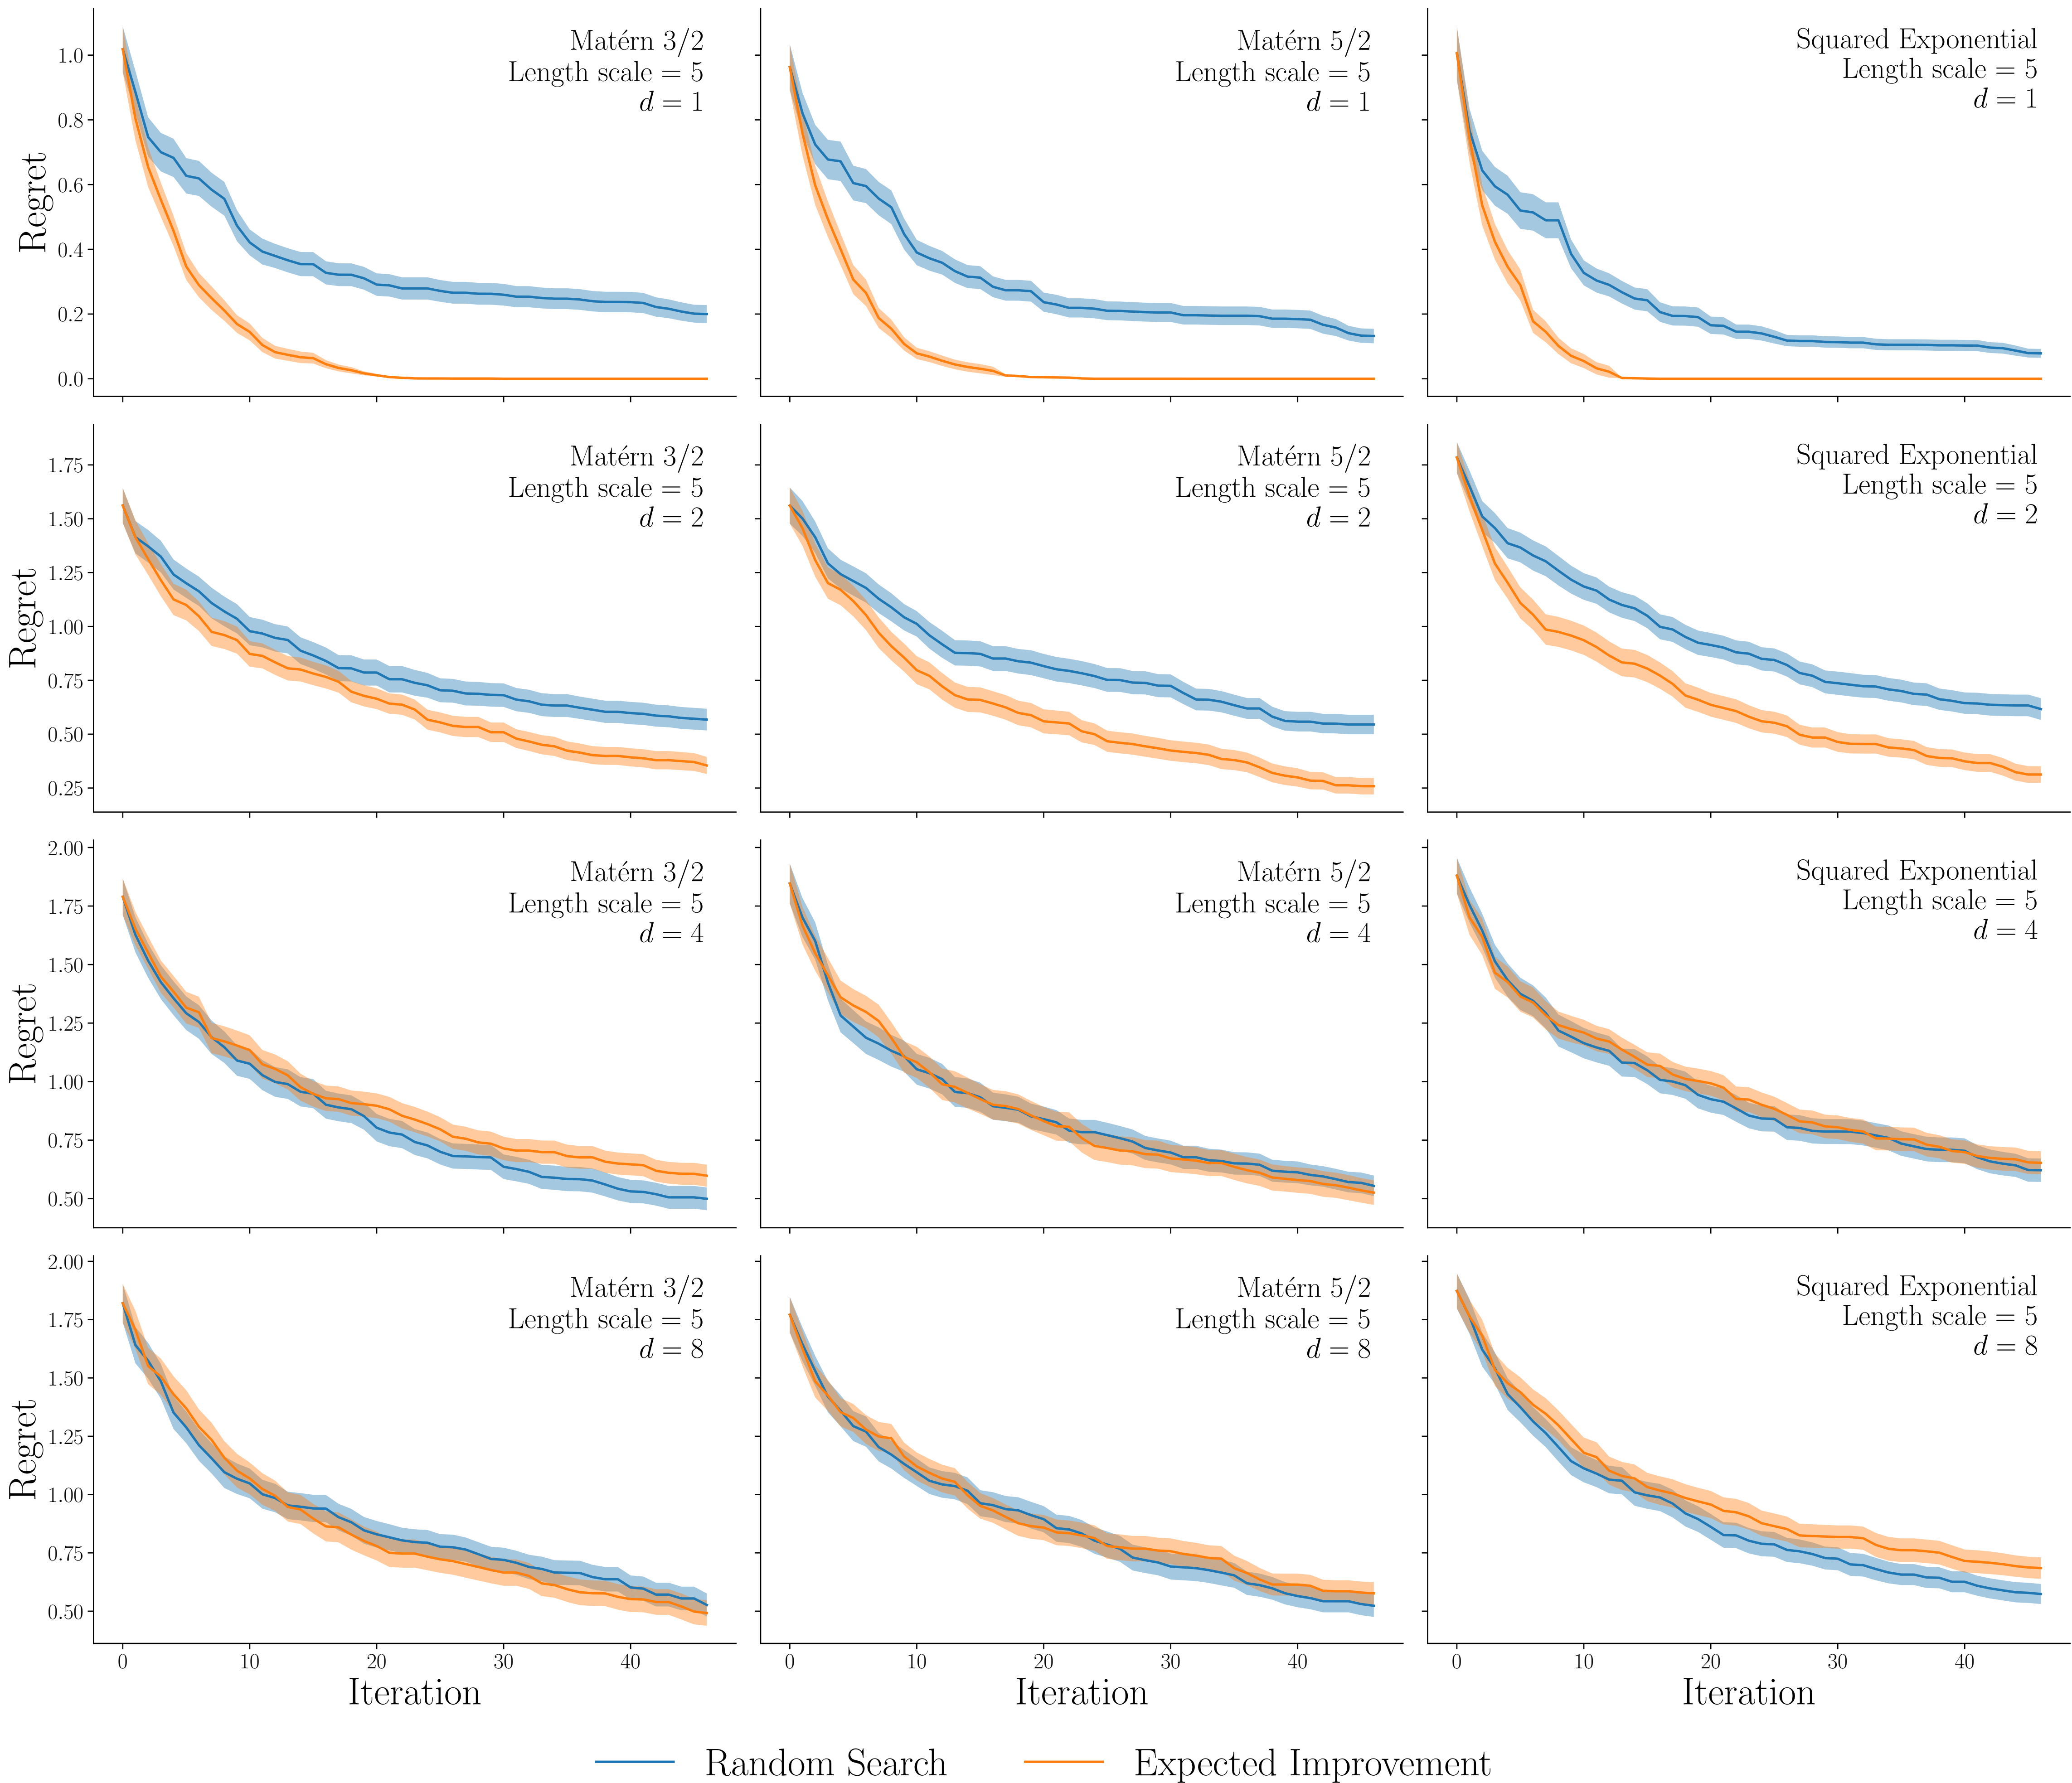 Matérn 3/2
Length scale = 5
d = 1
Matérn 5/2
Length scale = 5
d = 1
Squared Exponential
Length scale = 5
d = 1
Regret
1.0
0.8
0.6
0.4
0.2
0.0
Matérn 3/2
Length scale = 5
d = 2
Matérn 5/2
Length scale = 5
d = 2
Squared Exponential
Length scale = 5
d = 2
Regret
1.75
1.50
1.25
1.00
0.75
0.50
0.25
Matérn 3/2
Length scale = 5
d = 4
Matérn 5/2
Length scale = 5
d = 4
Squared Exponential
Length scale = 5
d = 4
Regret
2.00
1.75
1.50
1.25
1.00
0.75
0.50
Matérn 3/2
Length scale = 5
d = 8
Matérn 5/2
Length scale = 5
d = 8
Squared Exponential
Length scale = 5
d = 8
Regret
2.00
1.75
1.50
1.25
1.00
0.75
0.50
0 10 20 30 40
0 10 20 30 40
0 10 20 30 40
Iteration
Iteration
Iteration
Random Search
Expected Improvement